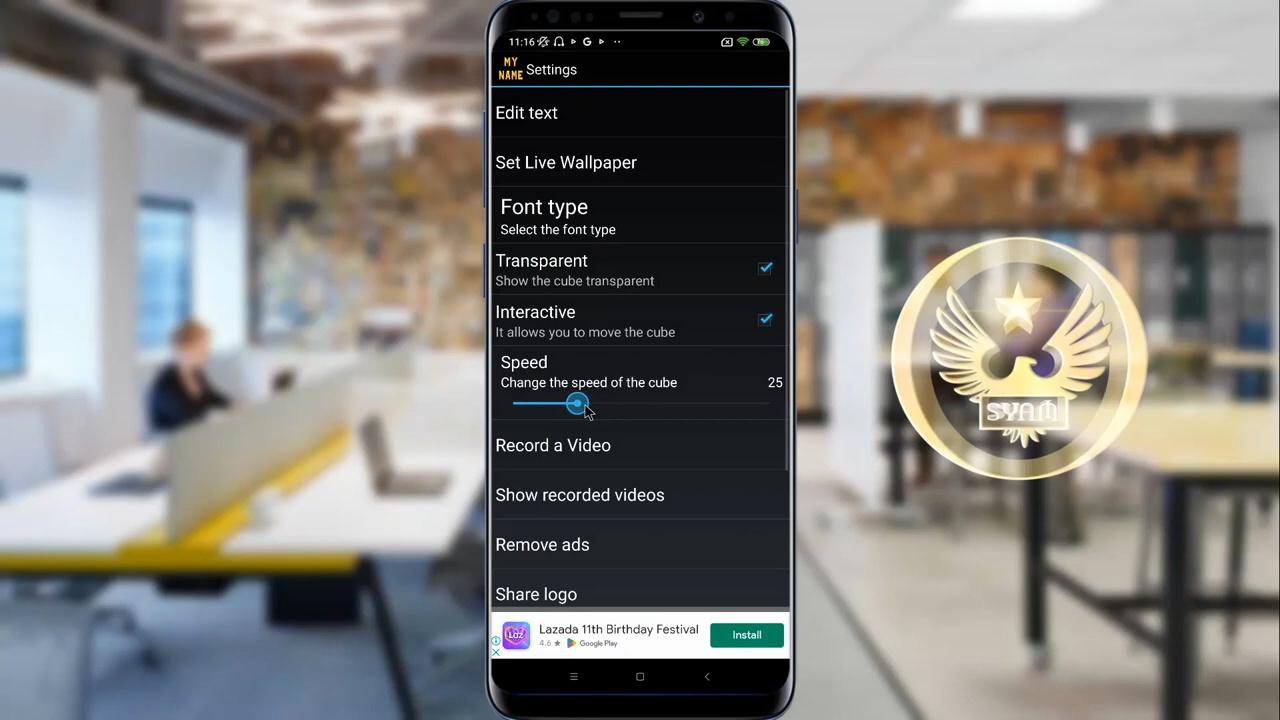 11:16
MY
NAME
Settings
Edit text
Set Live Wallpaper
Font type
Select the font type
Transparent
Show the cube transparent
Interactive
It allows you to move the cube
Speed
Change the speed of the cube 25
Record a Video
Show recorded videos
Remove ads
Share logo
Lazada 11th Birthday Festival
4.6 ★ Google Play
Install
Laz
SYAM